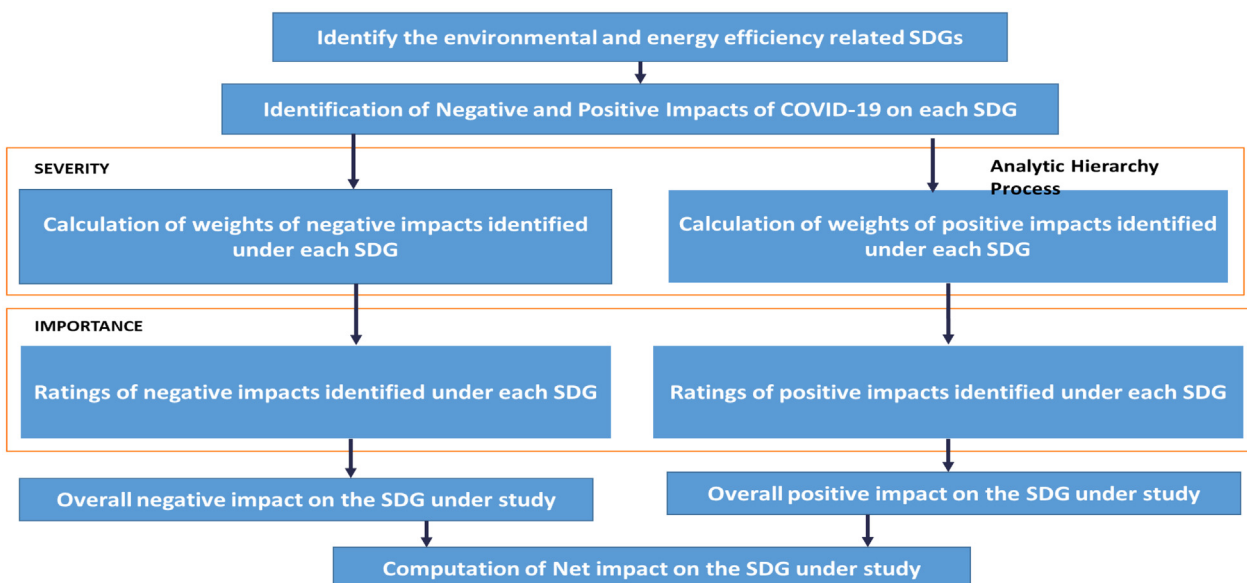 Identify the environmental and energy efficiency related SDGs
Identification of Negative and Positive Impacts of COVID-19 on each SDG
SEVERITY
Analytic Hierarchy
Process
Calculation of weights of negative impacts identified
under each SDG
Calculation of weights of positive impacts identified
under each SDG
IMPORTANCE
Ratings of negative impacts identified under each SDG
Ratings of positive impacts identified under each SDG
Overall negative impact on the SDG under study
Overall positive impact on the SDG under study
Computation of Net impact on the SDG under study